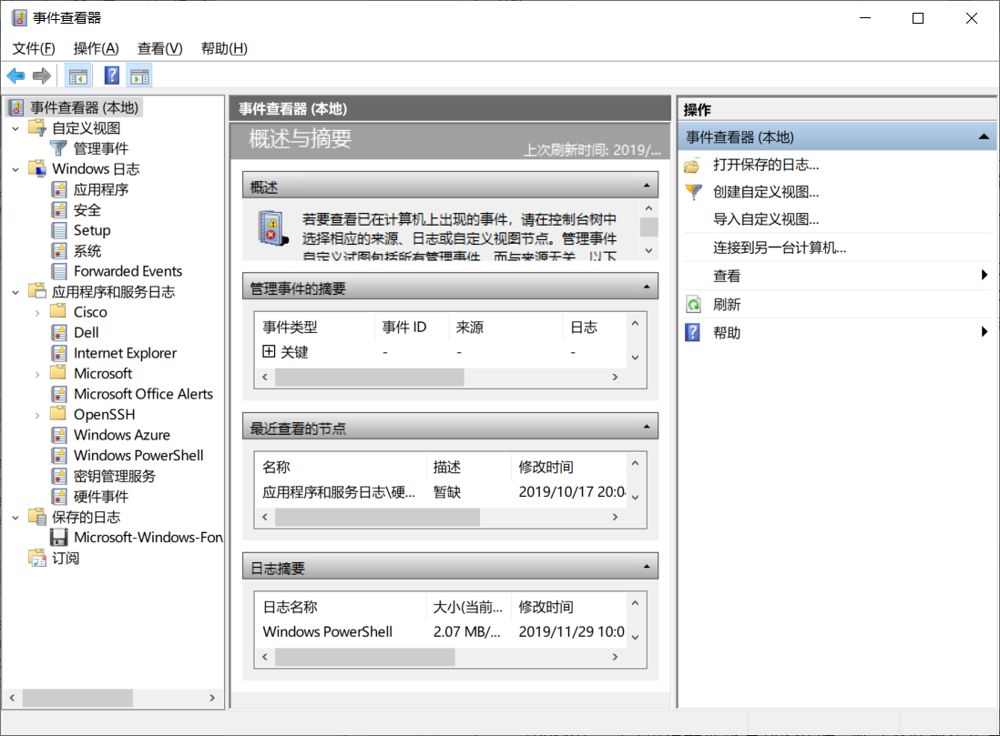 事件查看器
文件(F) 操作(A) 查看(V) 帮助(H)
事件查看器 (本地)
自定义视图
管理事件
Windows 日志
应用程序
安全
Setup
系统
Forwarded Events
应用程序和服务日志
Cisco
Dell
Internet Explorer
Microsoft
Microsoft Office Alerts
OpenSSH
Windows Azure
Windows PowerShell
密钥管理服务
硬件事件
保存的日志
Microsoft-Windows-For
订阅
事件查看器 (本地)
概述与摘要
上次刷新时间: 2019/...
概述
若要查看已在计算机上出现的事件，请在控制台树中
选择相应的来源、日志或自定义视图节点。管理事件
自定义试图包括所有管理事件，而与来源无关。以下
管理事件的摘要
事件类型 事件 ID 来源 日志
关键 - - -
最近查看的节点
名称 描述 修改时间
应用程序和服务日志\硬... 暂缺 2019/10/17 20:0
日志摘要
日志名称 大小(当前... 修改时间
Windows PowerShell 2.07 MB/... 2019/11/29 10:0
操作
事件查看器 (本地)
打开保存的日志...
创建自定义视图...
导入自定义视图...
连接到另一台计算机...
查看
刷新
帮助